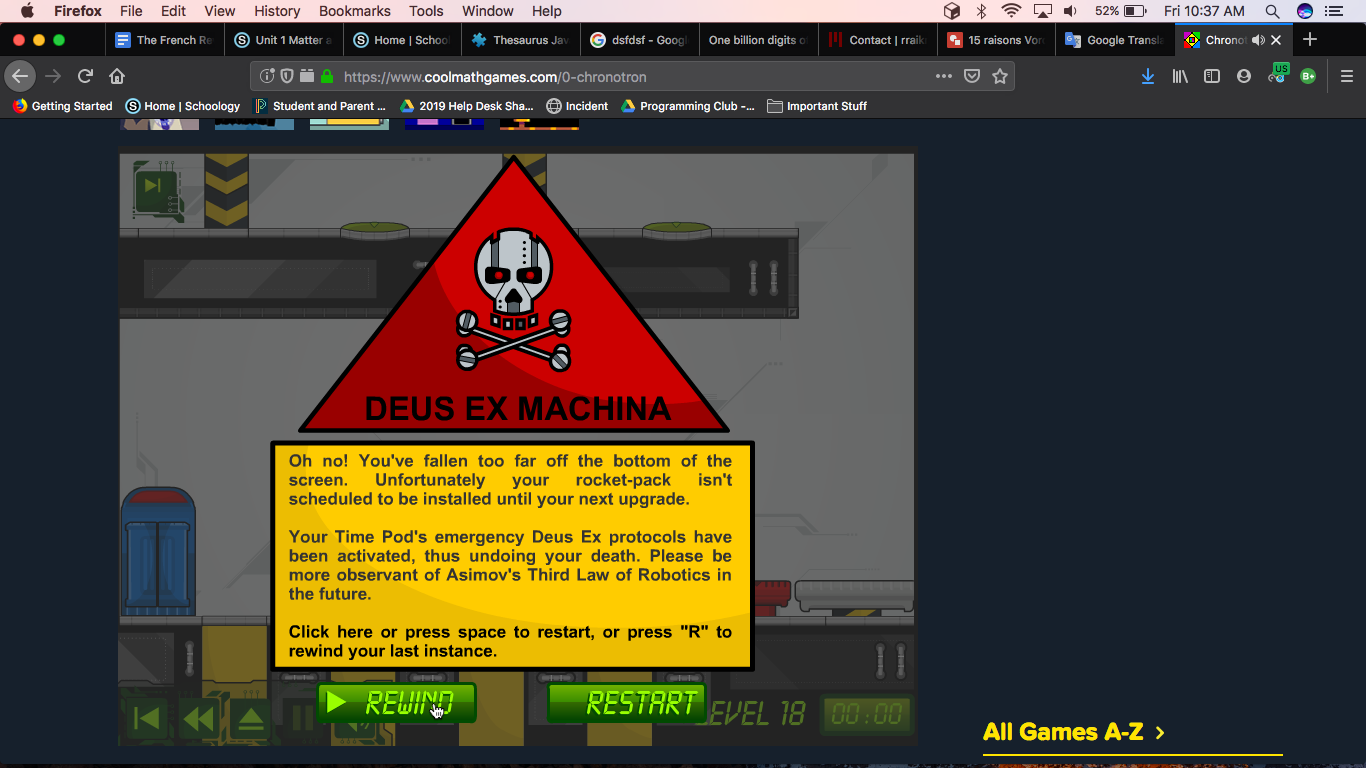 Firefox File Edit View History Bookmarks Tools Window Help 52% Fri 10:37 AM
The French Re Unit 1 Matter a Home | School Thesaurus Jav dsfdsf - Googl One billion digits o Contact | rraik 15 raisons Vor Google Transla Chronot
https://www.coolmathgames.com/0-chronotron US B+
Getting Started Home | Schoology Student and Parent ... 2019 Help Desk Sha... Incident Programming Club -... Important Stuff
DEUS EX MACHINA
Oh no! You've fallen too far off the bottom of the
screen. Unfortunately your rocket-pack isn't
scheduled to be installed until your next upgrade.
Your Time Pod's emergency Deus Ex protocols have
been activated, thus undoing your death. Please be
more observant of Asimov's Third Law of Robotics in
the future.
Click here or press space to restart, or press "R" to
rewind your last instance.
REWIND RESTART LEVEL 18 00:00
All Games A-Z >